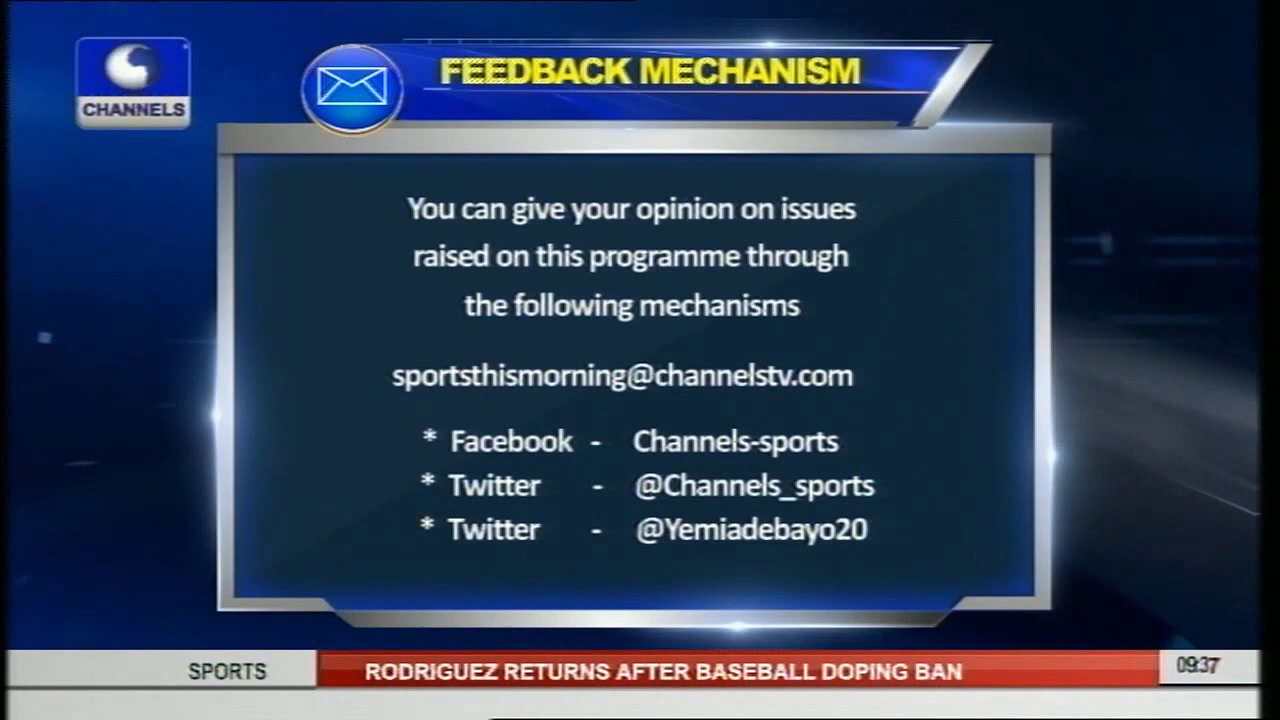 CHANNELS
FEEDBACK MECHANISM
You can give your opinion on issues
raised on this programme through
the following mechanisms
sportsthismorning@channelstv.com
* Facebook - Channels-sports
* Twitter - @Channels_sports
* Twitter - @Yemiadebayo20
SPORTS RODRIGUEZ RETURNS AFTER BASEBALL DOPING BAN 09:37